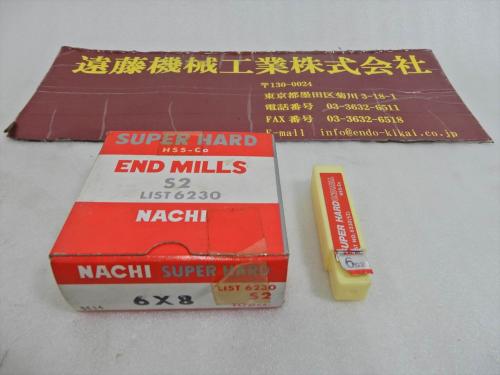 遠藤機械工業株式会社
〒130-0024
東京都墨田区菊川3-18-1
電話番号 03-3632-6511
FAX番号 03-3632-6518
E-mail info@endo-kikai.co.jp
SUPER HARD
HSS-Co
END MILLS
S2
LIST 6230
NACHI
NACHI SUPER HARD
LIST 6230
6X8
S2
SUPER HARD
HSS-Co
6